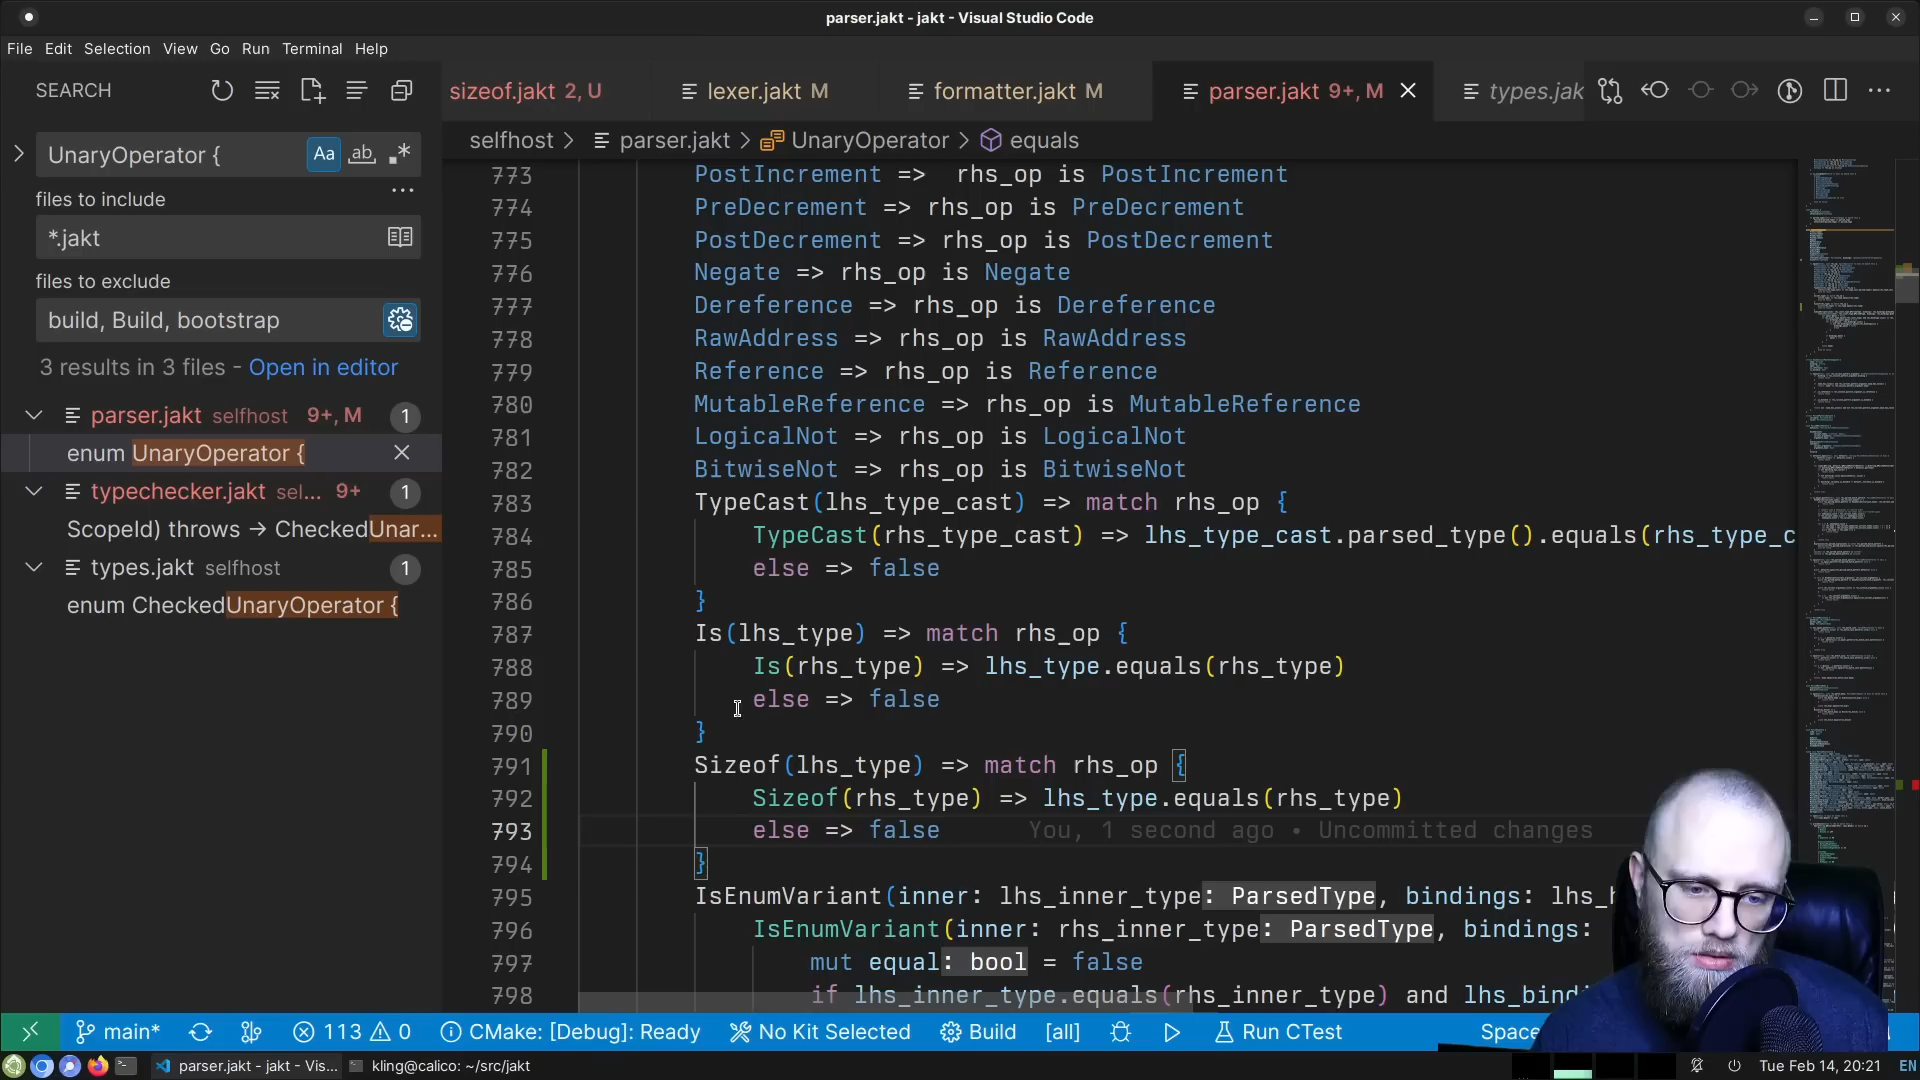 parser.jakt - jakt - Visual Studio Code
File Edit Selection View Go Run Terminal Help
SEARCH
UnaryOperator {
Aa ab .*
files to include
*.jakt
files to exclude
build, Build, bootstrap
3 results in 3 files - Open in editor
parser.jakt selfhost 9+, M 1
enum UnaryOperator {
typechecker.jakt sel... 9+ 1
ScopeId) throws → CheckedUnar...
types.jakt selfhost 1
enum CheckedUnaryOperator {
sizeof.jakt 2, U
lexer.jakt M
formatter.jakt M
parser.jakt 9+, M
types.jak
selfhost > parser.jakt > UnaryOperator > equals
773 PostIncrement =>  rhs_op is PostIncrement
774 PreDecrement => rhs_op is PreDecrement
775 PostDecrement => rhs_op is PostDecrement
776 Negate => rhs_op is Negate
777 Dereference => rhs_op is Dereference
778 RawAddress => rhs_op is RawAddress
779 Reference => rhs_op is Reference
780 MutableReference => rhs_op is MutableReference
781 LogicalNot => rhs_op is LogicalNot
782 BitwiseNot => rhs_op is BitwiseNot
783 TypeCast(lhs_type_cast) => match rhs_op {
784 TypeCast(rhs_type_cast) => lhs_type_cast.parsed_type().equals(rhs_type_c
785 else => false
786 }
787 Is(lhs_type) => match rhs_op {
788 Is(rhs_type) => lhs_type.equals(rhs_type)
789 else => false
790 }
791 Sizeof(lhs_type) => match rhs_op {
792 Sizeof(rhs_type) => lhs_type.equals(rhs_type)
793 else => false You, 1 second ago • Uncommitted changes
794 }
795 IsEnumVariant(inner: lhs_inner_type: ParsedType, bindings: lhs_b
796 IsEnumVariant(inner: rhs_inner_type: ParsedType, bindings:
797 mut equal: bool = false
798 if lhs_inner_type.equals(rhs_inner_type) and lhs_bindi
main* 113 0 CMake: [Debug]: Ready No Kit Selected Build [all] Run CTest Space
parser.jakt - jakt - Vis... kling@calico: ~/src/jakt Tue Feb 14, 20:21 EN